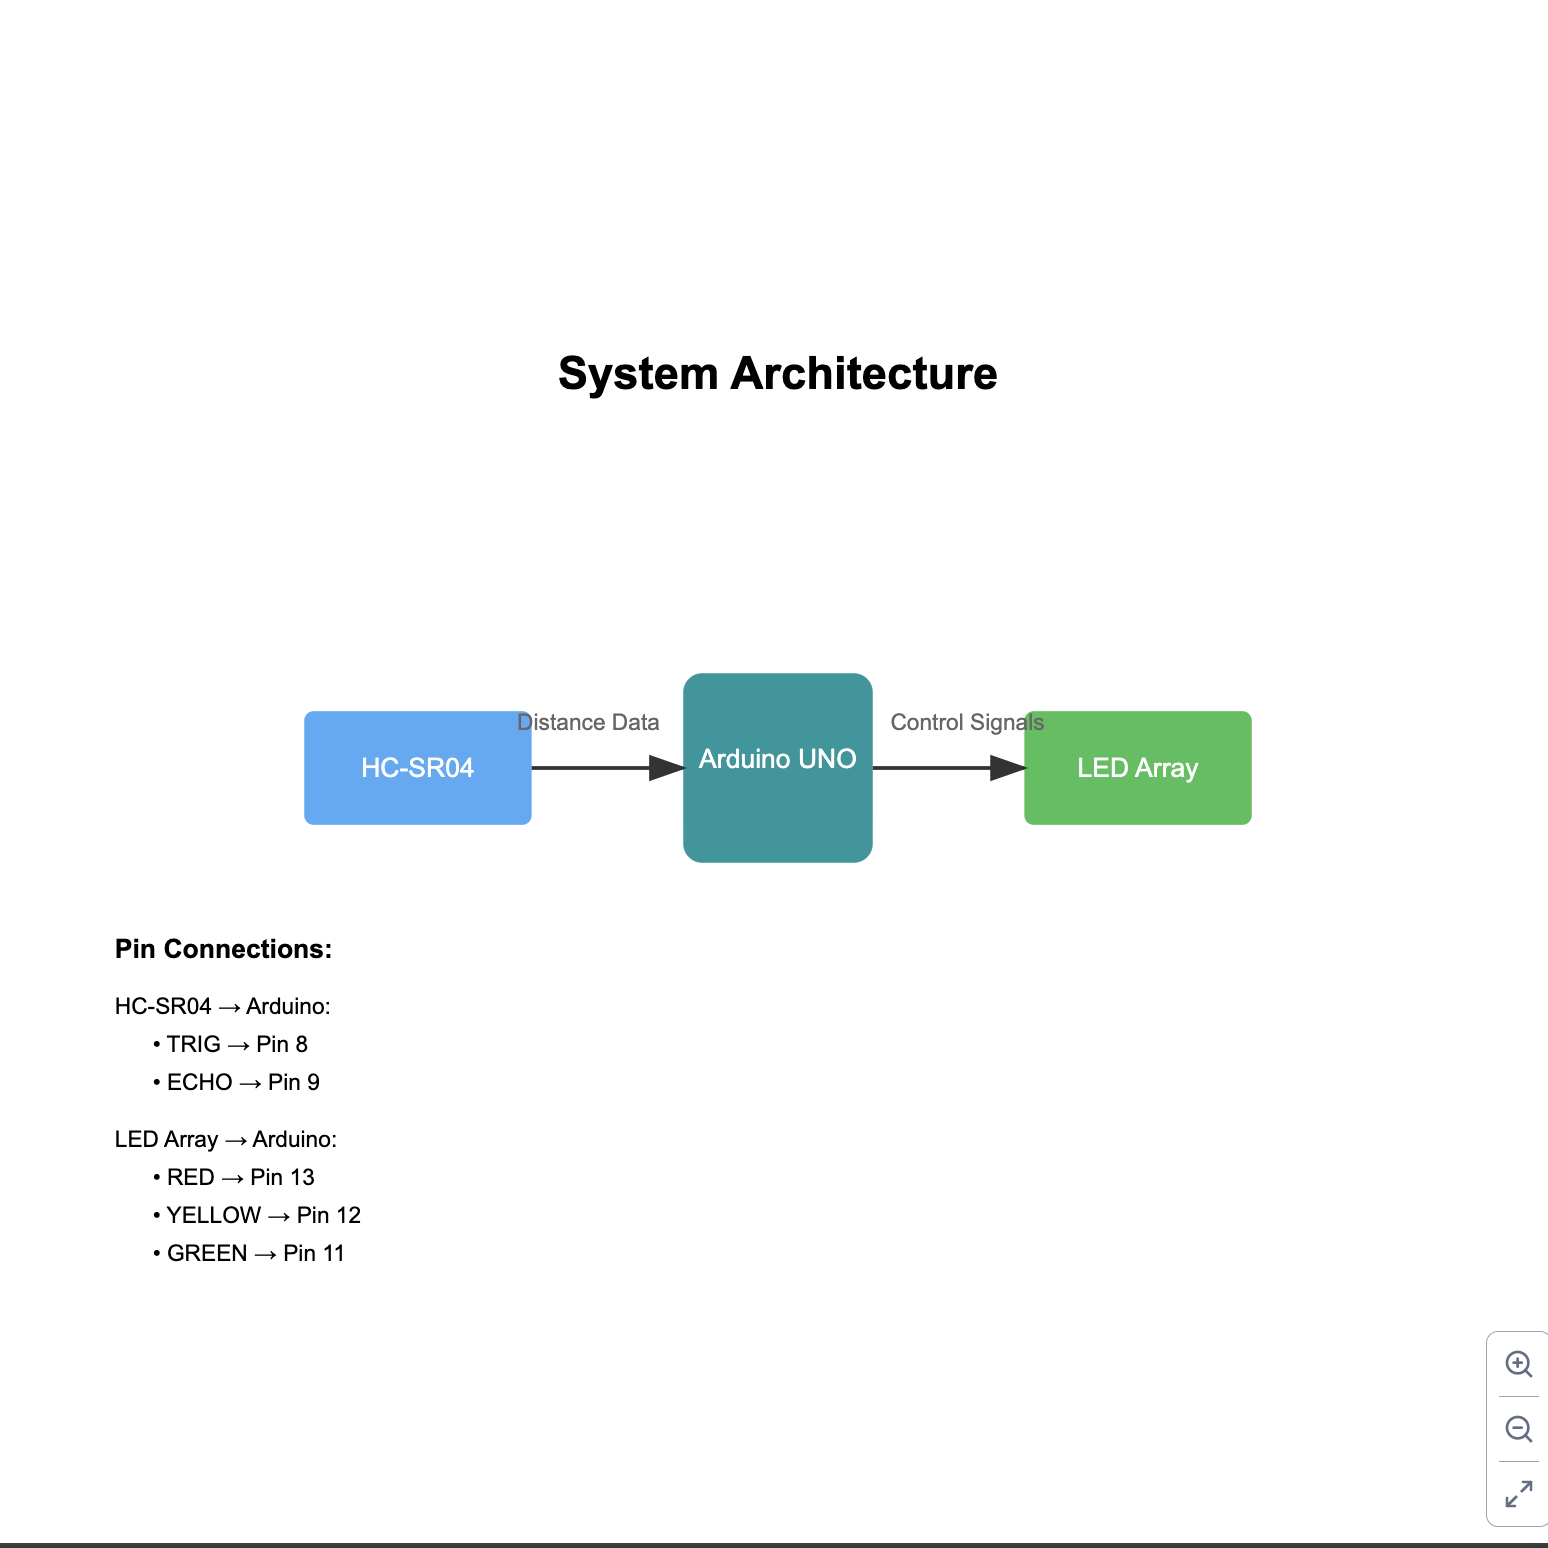 System Architecture
Distance Data
Control Signals
HC-SR04
Arduino UNO
LED Array
Pin Connections:
HC-SR04 → Arduino:
• TRIG → Pin 8
• ECHO → Pin 9
LED Array → Arduino:
• RED → Pin 13
• YELLOW → Pin 12
• GREEN → Pin 11